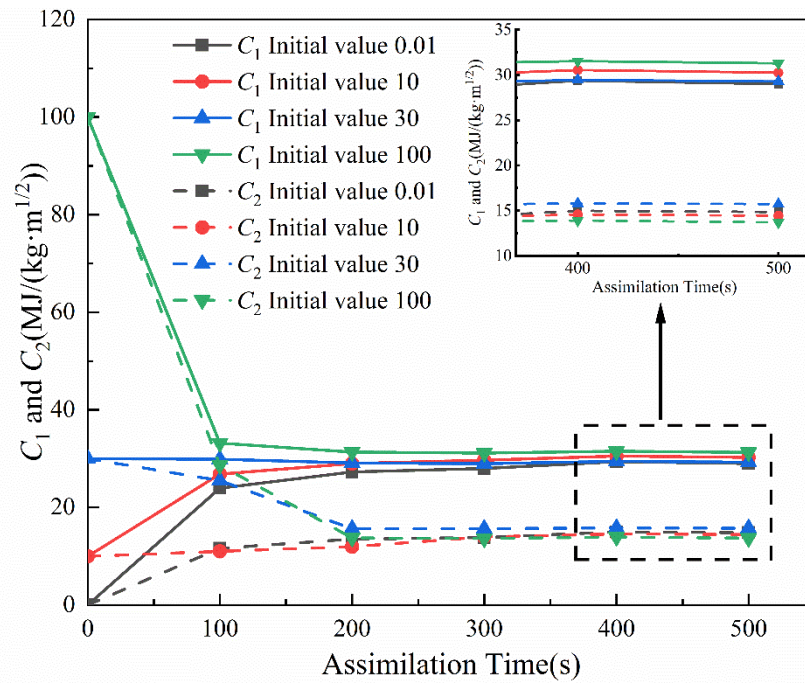 120
100
80
60
40
20
0
C₁ and C₂(MJ/(kg·m^1/2))
C₁ Initial value 0.01
C₁ Initial value 10
C₁ Initial value 30
C₁ Initial value 100
C₂ Initial value 0.01
C₂ Initial value 10
C₂ Initial value 30
C₂ Initial value 100
35
30
25
20
15
10
C₁ and C₂(MJ/(kg·m^1/2))
400 500
Assimilation Time(s)
0 100 200 300 400 500
Assimilation Time(s)